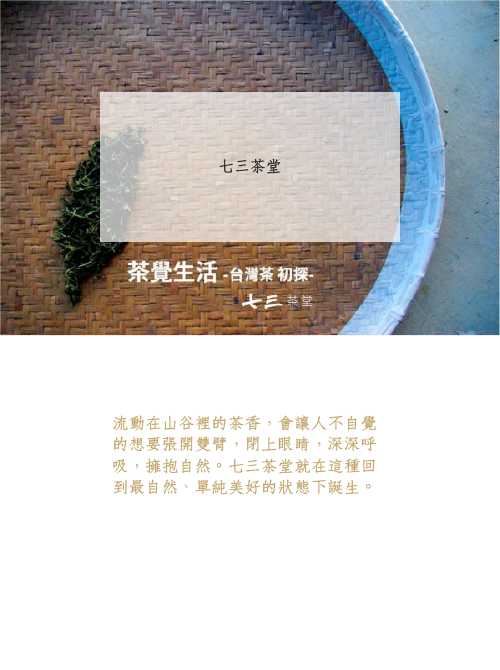 七三茶堂
茶覺生活 -台灣茶 初探-
七三 茶堂
流動在山谷裡的茶香，會讓人不自覺
的想要張開雙臂，閉上眼睛，深深呼
吸，擁抱自然。七三茶堂就在這種回
到最自然、單純美好的狀態下誕生。